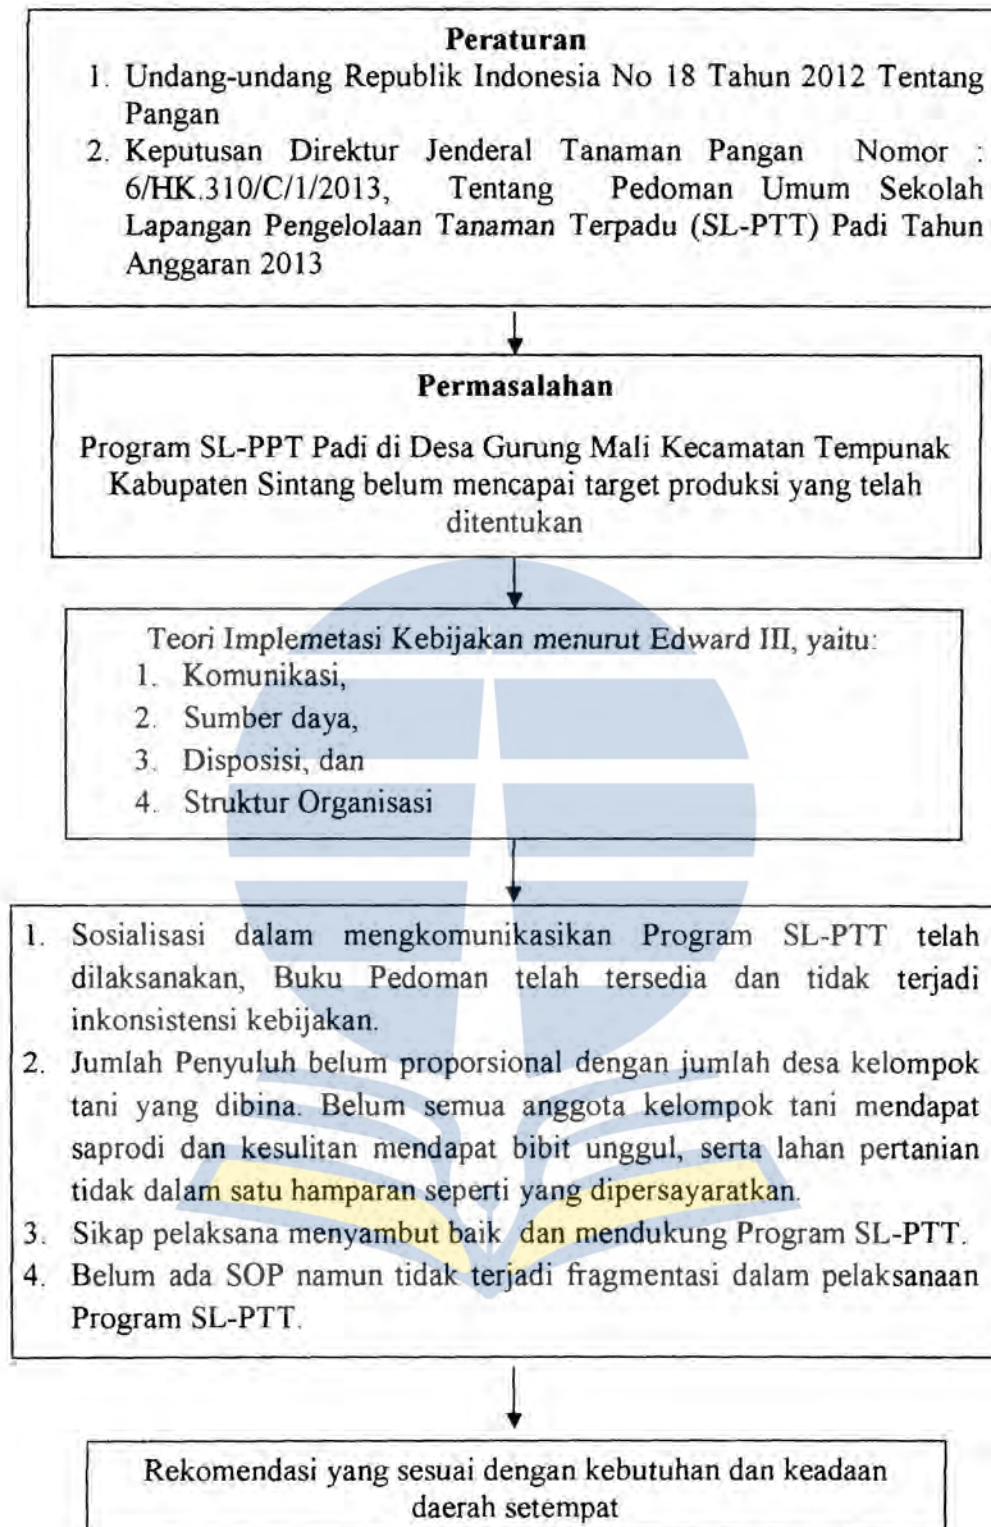 Peraturan
1. Undang-undang Republik Indonesia No 18 Tahun 2012 Tentang
Pangan
2. Keputusan Direktur Jenderal Tanaman Pangan Nomor :
6/HK.310/C/1/2013, Tentang Pedoman Umum Sekolah
Lapangan Pengelolaan Tanaman Terpadu (SL-PTT) Padi Tahun
Anggaran 2013
Permasalahan
Program SL-PPT Padi di Desa Gurung Mali Kecamatan Tempunak
Kabupaten Sintang belum mencapai target produksi yang telah
ditentukan
Teori Implemetasi Kebijakan menurut Edward III, yaitu:
1. Komunikasi,
2. Sumber daya,
3. Disposisi, dan
4. Struktur Organisasi
1. Sosialisasi dalam mengkomunikasikan Program SL-PTT telah
dilaksanakan, Buku Pedoman telah tersedia dan tidak terjadi
inkonsistensi kebijakan.
2. Jumlah Penyuluh belum proporsional dengan jumlah desa kelompok
tani yang dibina. Belum semua anggota kelompok tani mendapat
saprodi dan kesulitan mendapat bibit unggul, serta lahan pertanian
tidak dalam satu hamparan seperti yang dipersayaratkan.
3. Sikap pelaksana menyambut baik dan mendukung Program SL-PTT.
4. Belum ada SOP namun tidak terjadi fragmentasi dalam pelaksanaan
Program SL-PTT.
Rekomendasi yang sesuai dengan kebutuhan dan keadaan
daerah setempat